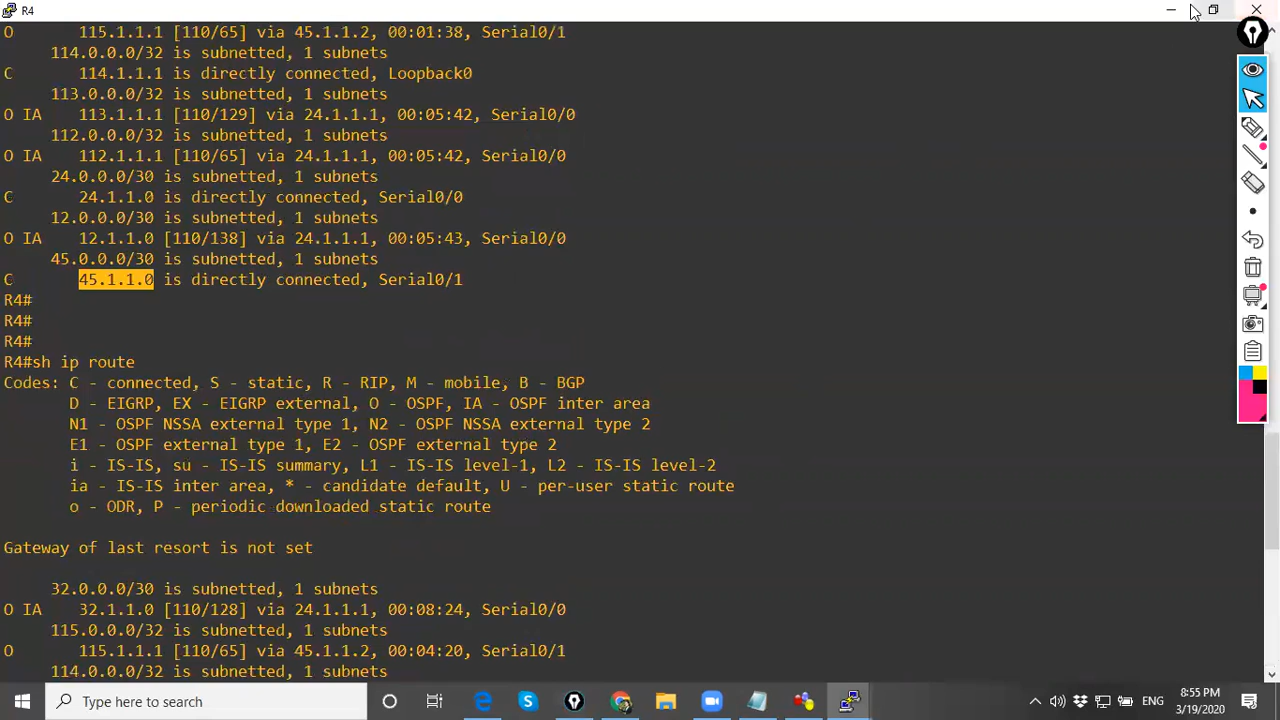 R4
O        115.1.1.1 [110/65] via 45.1.1.2, 00:01:38, Serial0/1
     114.0.0.0/32 is subnetted, 1 subnets
C        114.1.1.1 is directly connected, Loopback0
     113.0.0.0/32 is subnetted, 1 subnets
O IA     113.1.1.1 [110/129] via 24.1.1.1, 00:05:42, Serial0/0
     112.0.0.0/32 is subnetted, 1 subnets
O IA     112.1.1.1 [110/65] via 24.1.1.1, 00:05:42, Serial0/0
     24.0.0.0/30 is subnetted, 1 subnets
C        24.1.1.0 is directly connected, Serial0/0
     12.0.0.0/30 is subnetted, 1 subnets
O IA     12.1.1.0 [110/138] via 24.1.1.1, 00:05:43, Serial0/0
     45.0.0.0/30 is subnetted, 1 subnets
C        45.1.1.0 is directly connected, Serial0/1
R4#
R4#
R4#
R4#sh ip route
Codes: C - connected, S - static, R - RIP, M - mobile, B - BGP
       D - EIGRP, EX - EIGRP external, O - OSPF, IA - OSPF inter area
       N1 - OSPF NSSA external type 1, N2 - OSPF NSSA external type 2
       E1 - OSPF external type 1, E2 - OSPF external type 2
       i - IS-IS, su - IS-IS summary, L1 - IS-IS level-1, L2 - IS-IS level-2
       ia - IS-IS inter area, * - candidate default, U - per-user static route
       o - ODR, P - periodic downloaded static route
Gateway of last resort is not set
     32.0.0.0/30 is subnetted, 1 subnets
O IA     32.1.1.0 [110/128] via 24.1.1.1, 00:08:24, Serial0/0
     115.0.0.0/32 is subnetted, 1 subnets
O        115.1.1.1 [110/65] via 45.1.1.2, 00:04:20, Serial0/1
     114.0.0.0/32 is subnetted, 1 subnets
Type here to search
ENG
8:55 PM
3/19/2020